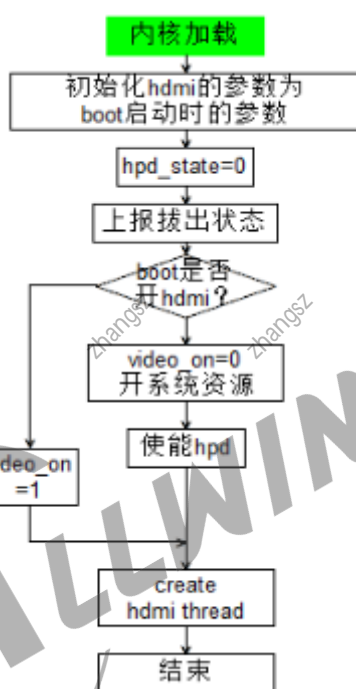 内核加载
初始化hdmi的参数为
boot启动时的参数
hpd_state=0
上报拔出状态
boot是否
开hdmi？
zhangsz
zhangsz
video_on=0
开系统资源
使能hpd
deo_on
=1
create
hdmi thread
结束
ALLWIN